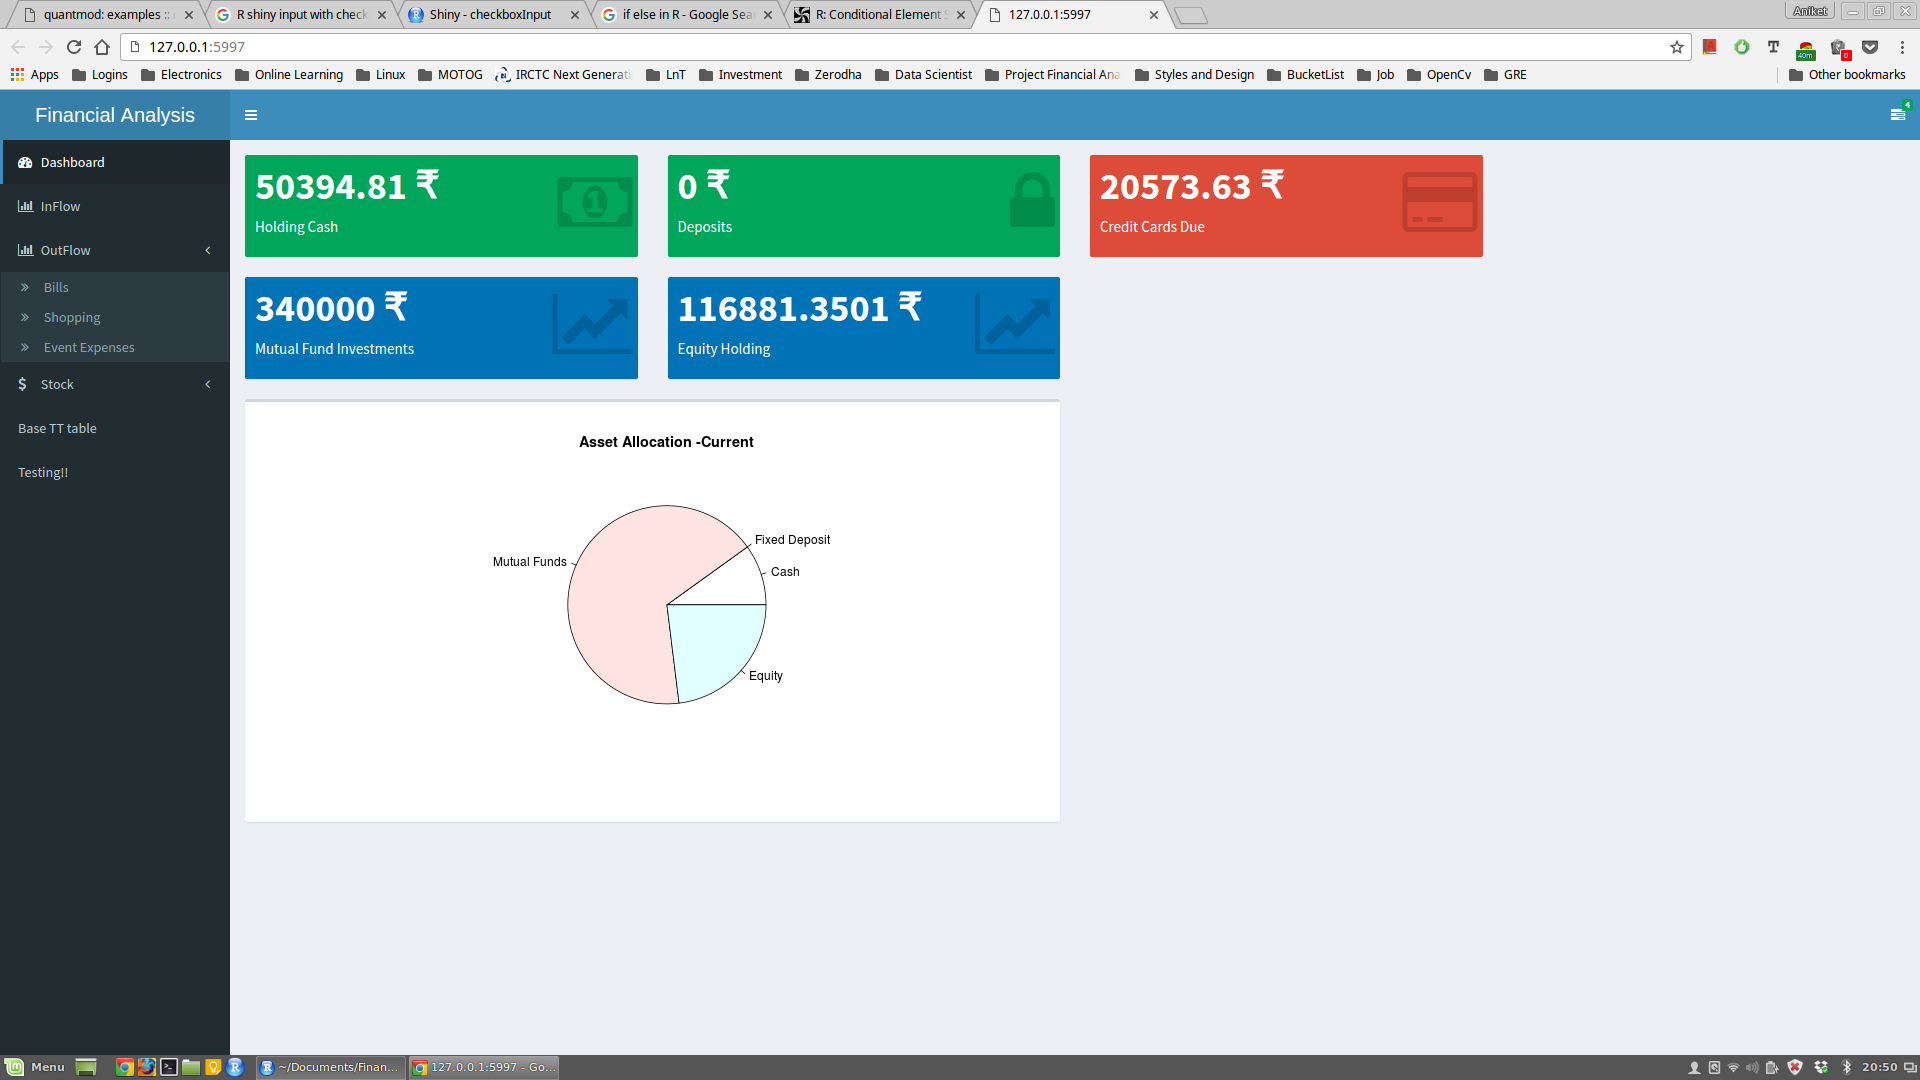 quantmod: examples ::
R shiny input with check
Shiny - checkboxInput
if else in R - Google Sea
R: Conditional Element S
127.0.0.1:5997
Aniket
127.0.0.1:5997
Apps
Logins
Electronics
Online Learning
Linux
MOTOG
IRCTC Next Generati
LnT
Investment
Zerodha
Data Scientist
Project Financial Ana
Styles and Design
BucketList
Job
OpenCv
GRE
Other bookmarks
40m
0
Financial Analysis
4
Dashboard
InFlow
OutFlow
Bills
Shopping
Event Expenses
Stock
Base TT table
Testing!!
50394.81 ₹
Holding Cash
0 ₹
Deposits
20573.63 ₹
Credit Cards Due
340000 ₹
Mutual Fund Investments
116881.3501 ₹
Equity Holding
Asset Allocation -Current
Fixed Deposit
Mutual Funds
Cash
Equity
Menu
~/Documents/Finan...
127.0.0.1:5997 - Go...
20:50